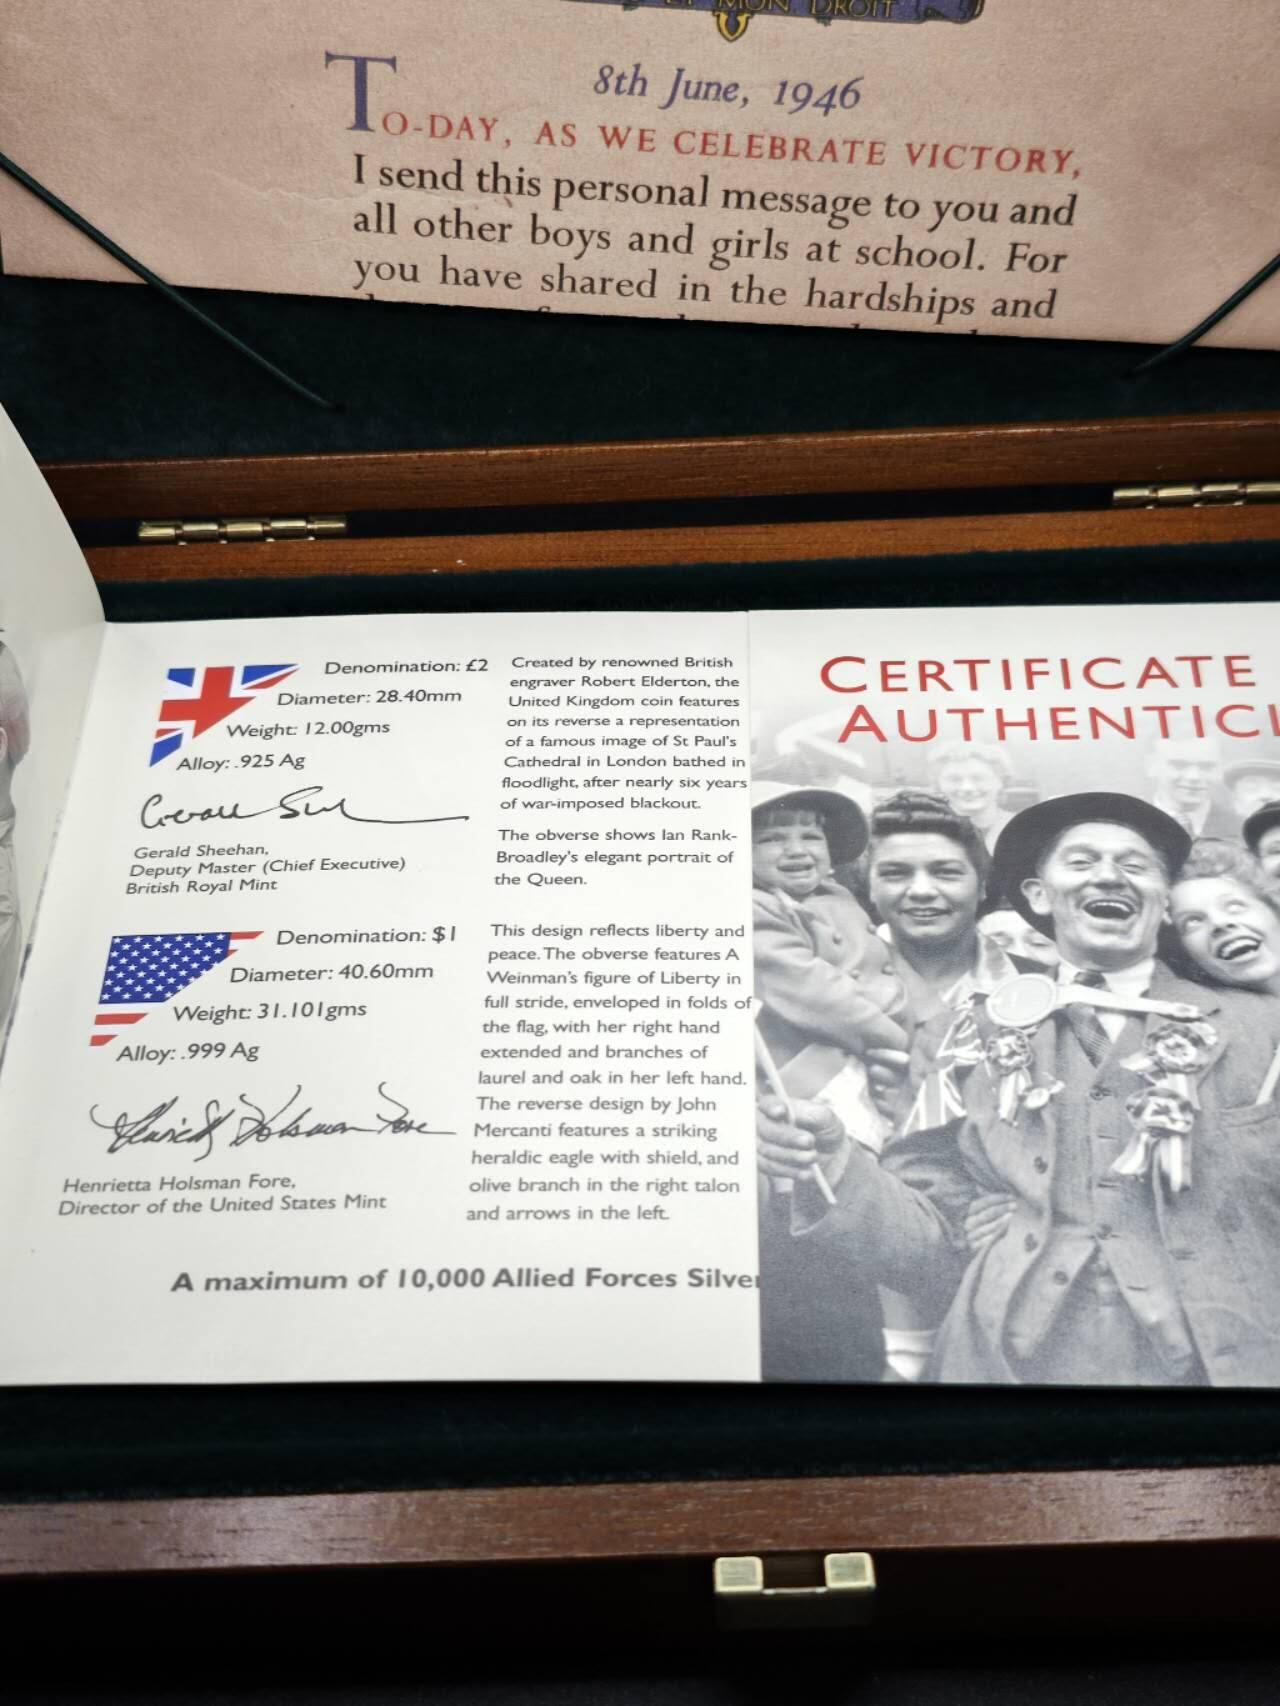 ET MON DROIT
8th June, 1946
TO-DAY, AS WE CELEBRATE VICTORY,
I send this personal message to you and
all other boys and girls at school. For
you have shared in the hardships and
Denomination: £2
Diameter: 28.40mm
Weight: 12.00gms
Alloy: .925 Ag
Gerald Sheehan,
Deputy Master (Chief Executive)
British Royal Mint
Created by renowned British
engraver Robert Elderton, the
United Kingdom coin features
on its reverse a representation
of a famous image of St Paul's
Cathedral in London bathed in
floodlight, after nearly six years
of war-imposed blackout.
The obverse shows Ian Rank-
Broadley's elegant portrait of
the Queen.
Denomination: $1
Diameter: 40.60mm
Weight: 31.101gms
Alloy: .999 Ag
Henrietta Holsman Fore,
Director of the United States Mint
This design reflects liberty and
peace. The obverse features A
Weinman's figure of Liberty in
full stride, enveloped in folds of
the flag, with her right hand
extended and branches of
laurel and oak in her left hand.
The reverse design by John
Mercanti features a striking
heraldic eagle with shield, and
olive branch in the right talon
and arrows in the left.
A maximum of 10,000 Allied Forces Silver
CERTIFICATE
AUTHENTICI